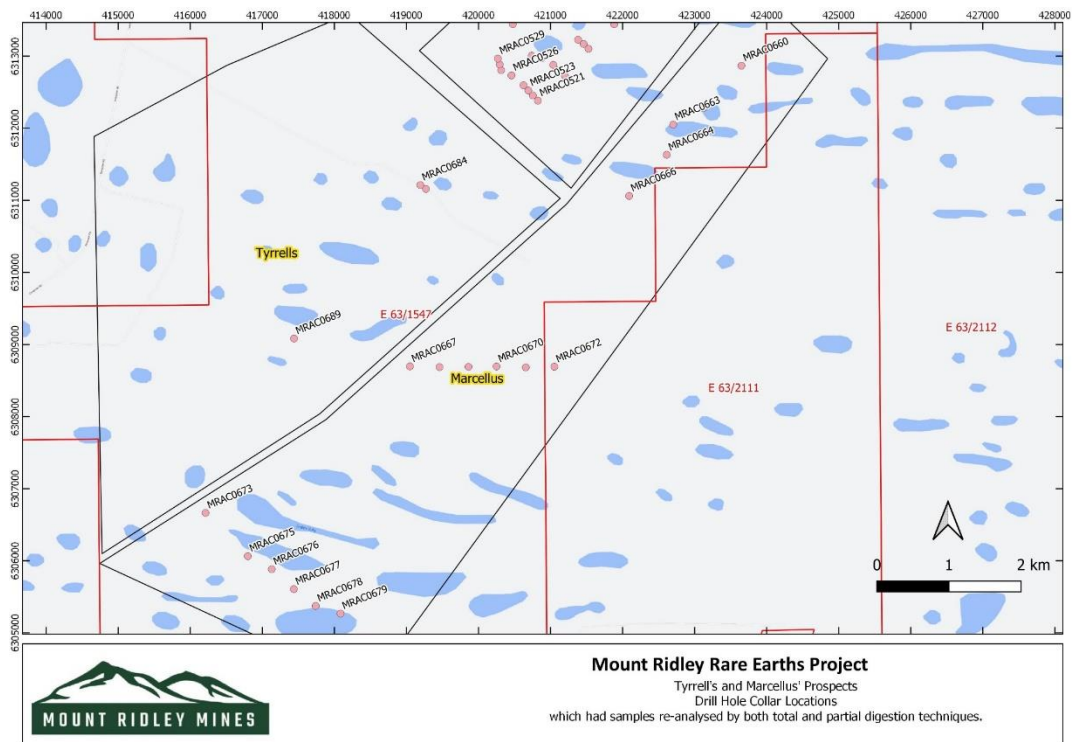 414000 415000 416000 417000 418000 419000 420000 421000 422000 423000 424000 425000 426000 427000 428000
6313000
6312000
6311000
6310000
6309000
6308000
6307000
6306000
6305000
MRAC0529
MRAC0526
MRAC0523
MRAC0521
MRAC0660
MRAC0663
MRAC0664
MRAC0666
MRAC0684
Tyrrells
MRAC0689
E 63/1547
E 63/2112
MRAC0667
MRAC0670
MRAC0672
Marcellus
E 63/2111
MRAC0673
MRAC0675
MRAC0676
MRAC0677
MRAC0678
MRAC0679
0 1 2 km
MOUNT RIDLEY MINES
Mount Ridley Rare Earths Project
Tyrrell's and Marcellus' Prospects
Drill Hole Collar Locations
which had samples re-analysed by both total and partial digestion techniques.